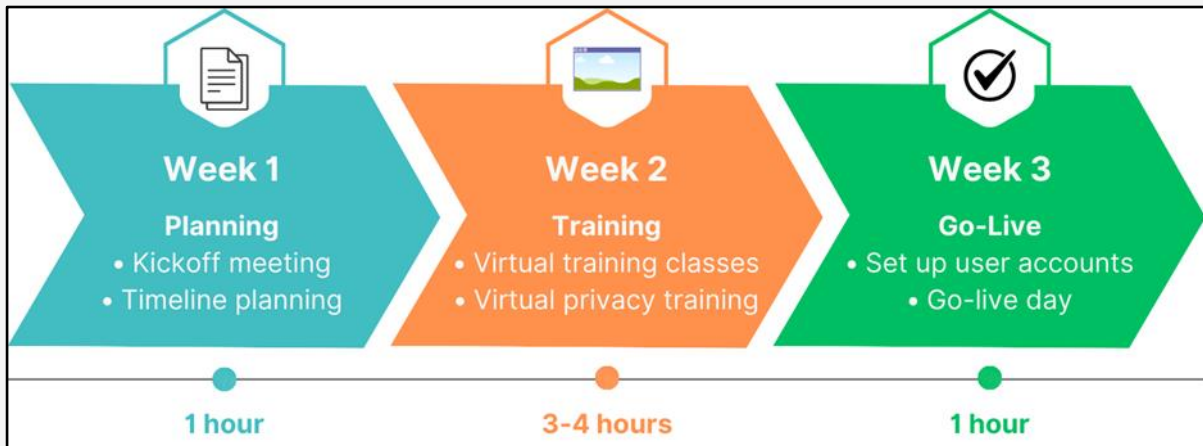 Week 1
Planning
• Kickoff meeting
• Timeline planning
1 hour
Week 2
Training
• Virtual training classes
• Virtual privacy training
3-4 hours
Week 3
Go-Live
• Set up user accounts
• Go-live day
1 hour